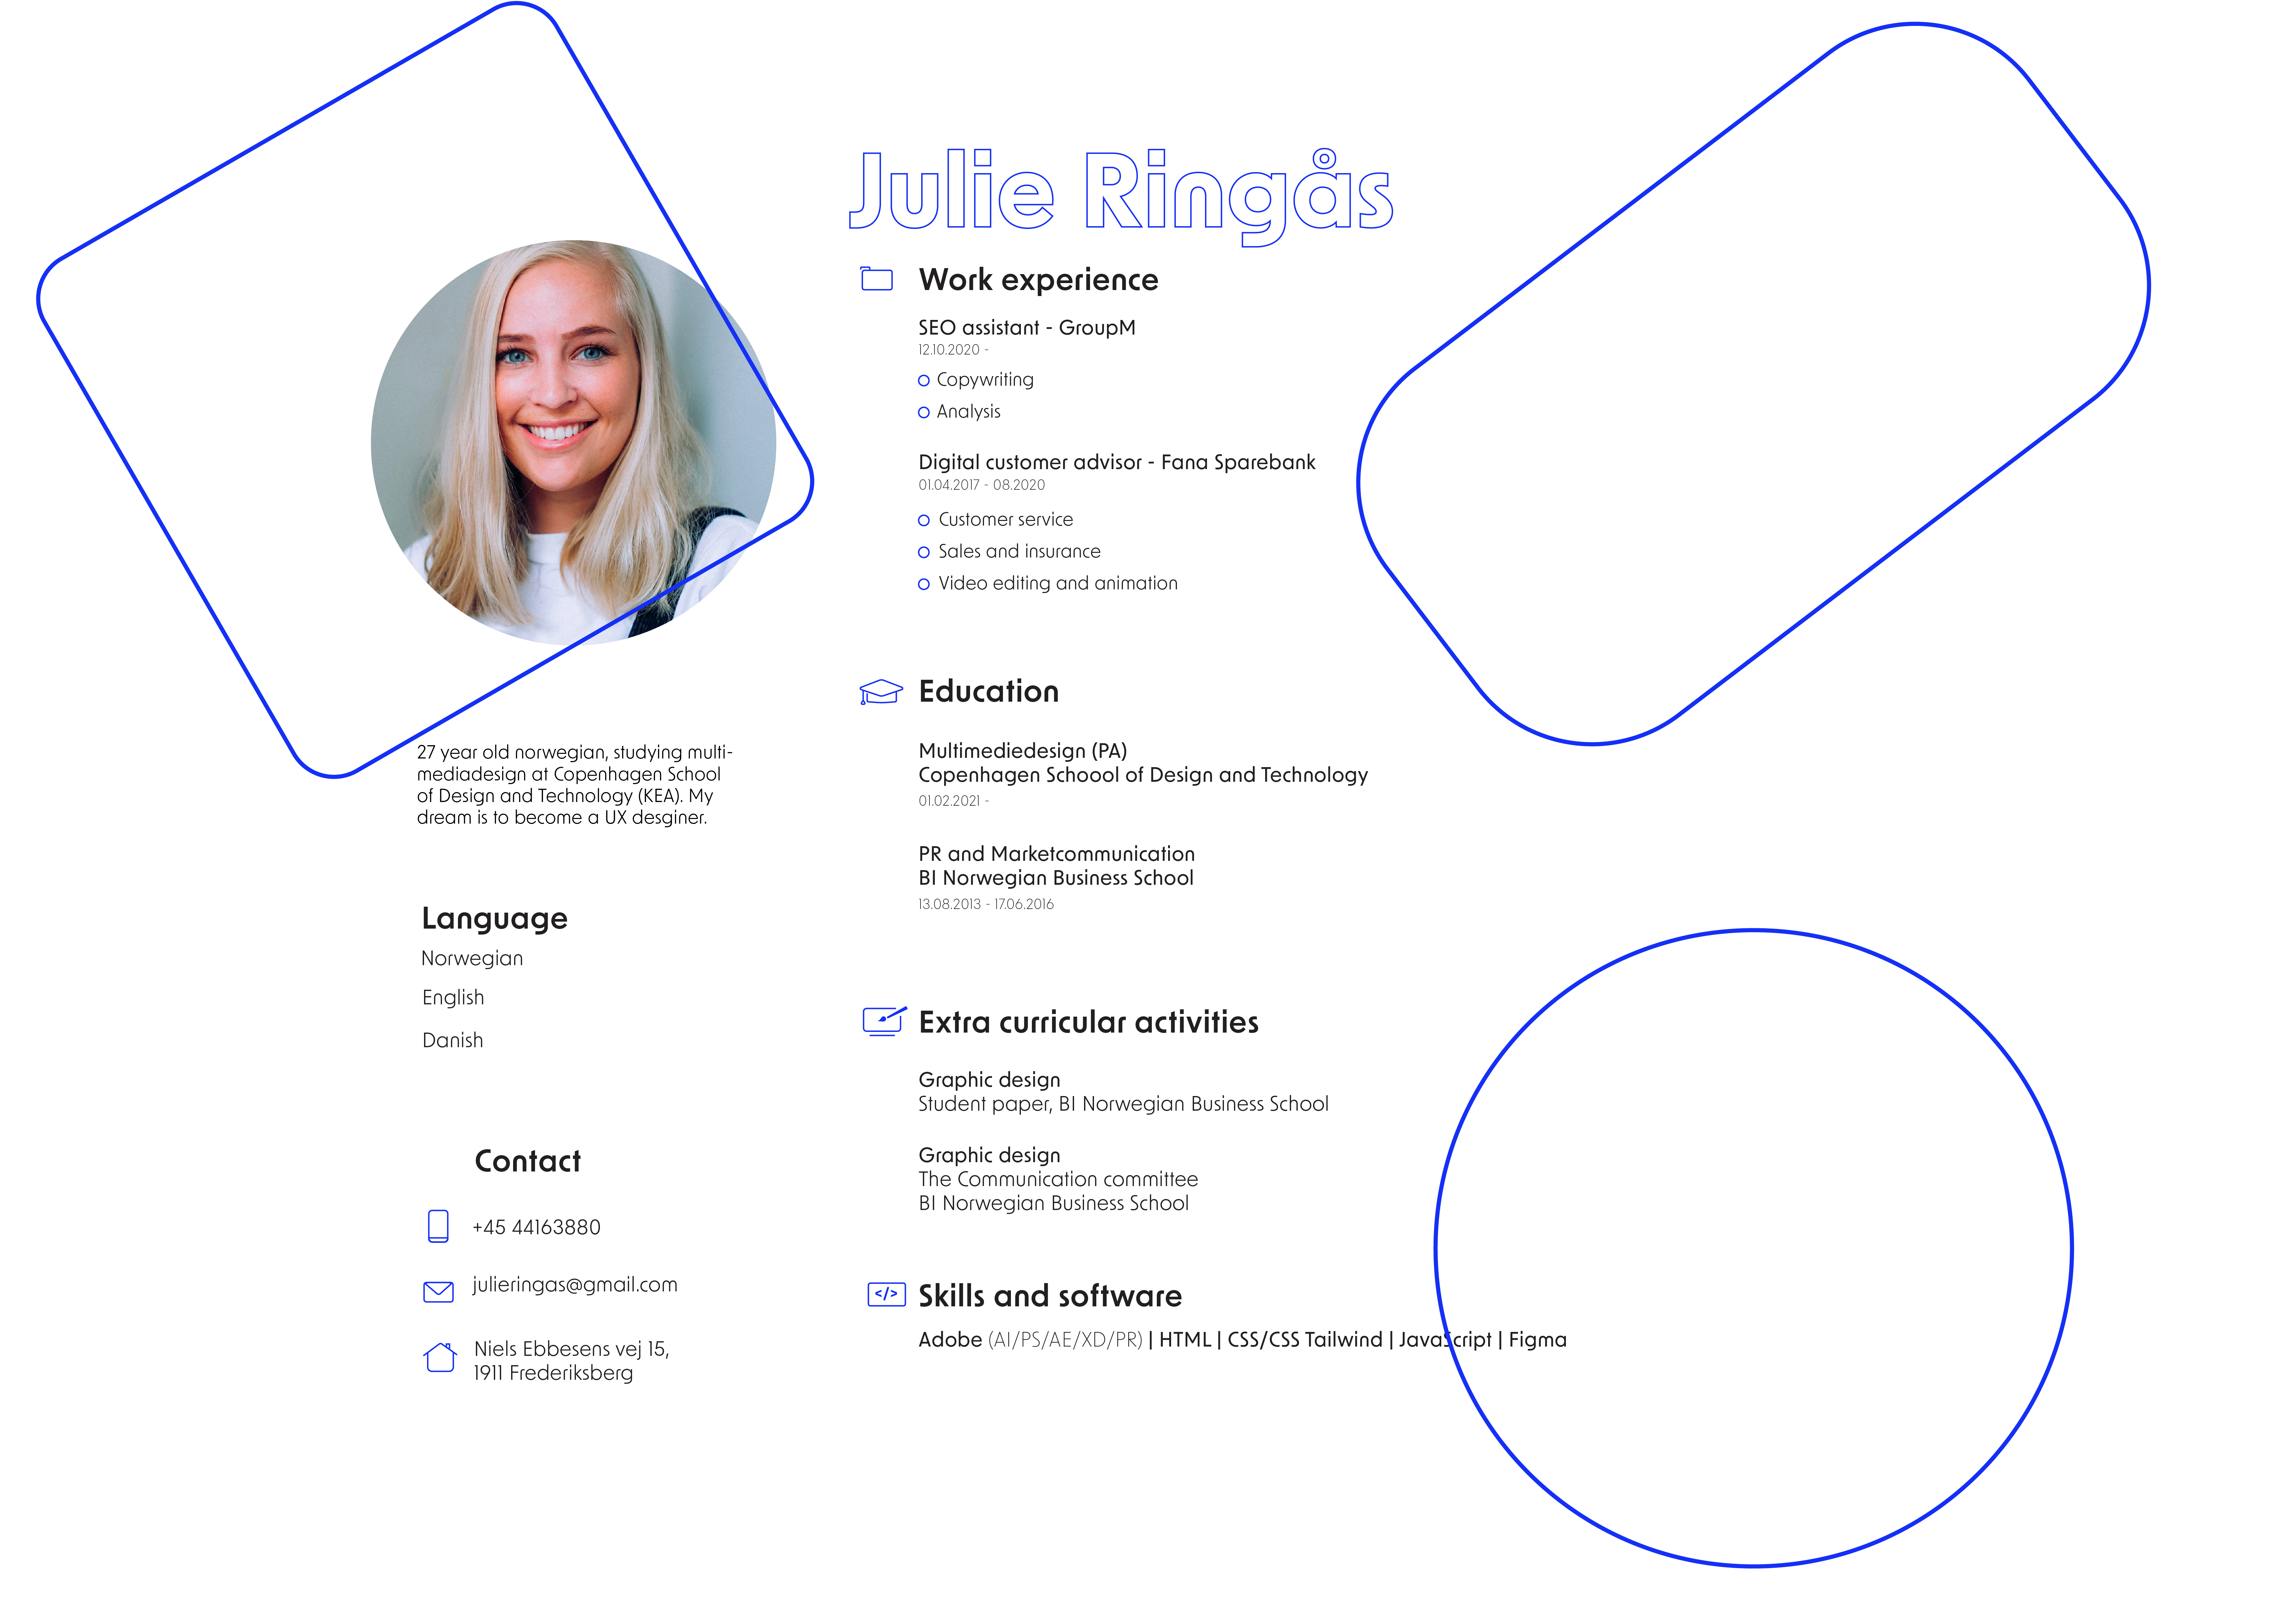 Julie Ringås
27 year old norwegian, studying multi-
mediadesign at Copenhagen School
of Design and Technology (KEA). My
dream is to become a UX desginer.
Language
Norwegian
English
Danish
Contact
+45 44163880
julieringas@gmail.com
Niels Ebbesens vej 15,
1911 Frederiksberg
Work experience
SEO assistant - GroupM
12.10.2020 -
Copywriting
Analysis
Digital customer advisor - Fana Sparebank
01.04.2017 - 08.2020
Customer service
Sales and insurance
Video editing and animation
Education
Multimediedesign (PA)
Copenhagen Schoool of Design and Technology
01.02.2021 -
PR and Marketcommunication
BI Norwegian Business School
13.08.2013 - 17.06.2016
Extra curricular activities
Graphic design
Student paper, BI Norwegian Business School
Graphic design
The Communication committee
BI Norwegian Business School
</>
Skills and software
Adobe (AI/PS/AE/XD/PR) | HTML | CSS/CSS Tailwind | JavaScript | Figma